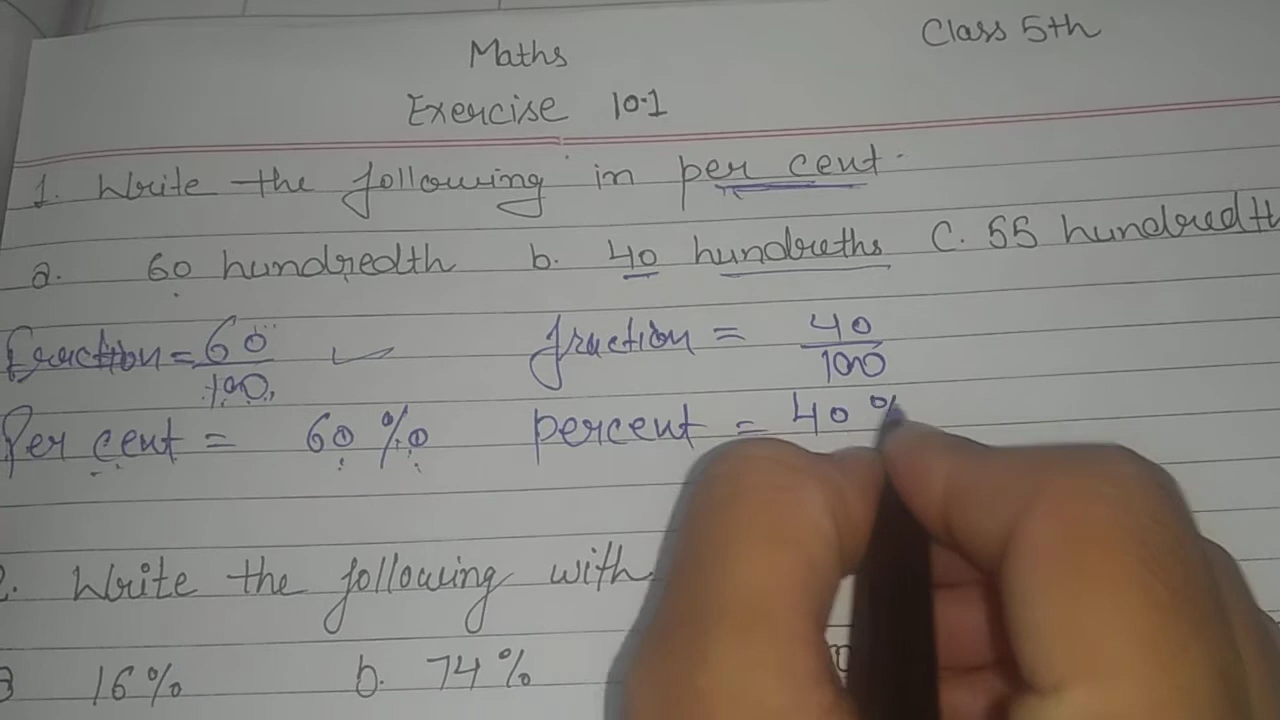 Class 5th
Maths
Exercise 10.1
1. Write the following in per cent.
a. 60 hundredth b. 40 hundreths C. 55 hundredth
fraction = 60/100 fraction = 40/100
Per cent = 60 % percent = 40 %
2. Write the following with
16% b. 74%